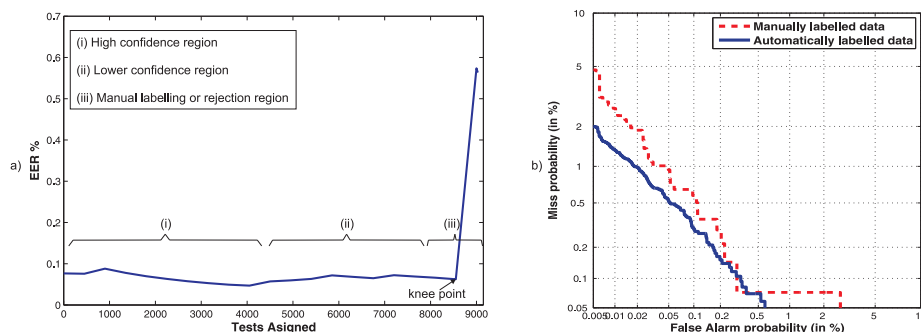 a)
EER %
0.7
0.6
0.5
0.4
0.3
0.2
0.1
0
(i) High confidence region
(ii) Lower confidence region
(iii) Manual labelling or rejection region
(i)
(ii)
(iii)
knee point
0 1000 2000 3000 4000 5000 6000 7000 8000 9000
Tests Assigned
b)
Miss probability (in %)
10
5
2
1
0.5
0.2
0.1
0.05
Manually labelled data
Automatically labelled data
0.005 0.01 0.02 0.05 0.1 0.2 0.5 1 2 5 1
False Alarm probability (in %)